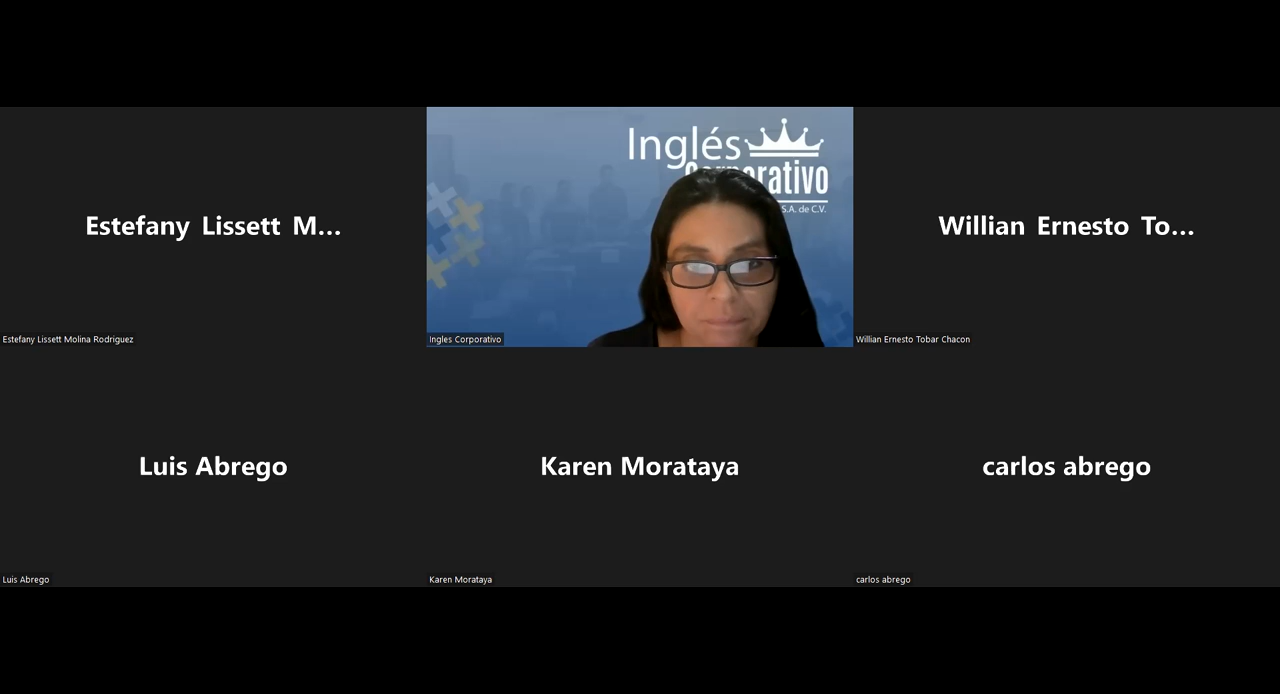 Estefany Lissett M...
Estefany Lissett Molina Rodriguez
Inglés
S.A. de C.V.
Ingles Corporativo
Willian Ernesto To...
Willian Ernesto Tobar Chacon
Luis Abrego
Luis Abrego
Karen Morataya
Karen Morataya
carlos abrego
carlos abrego